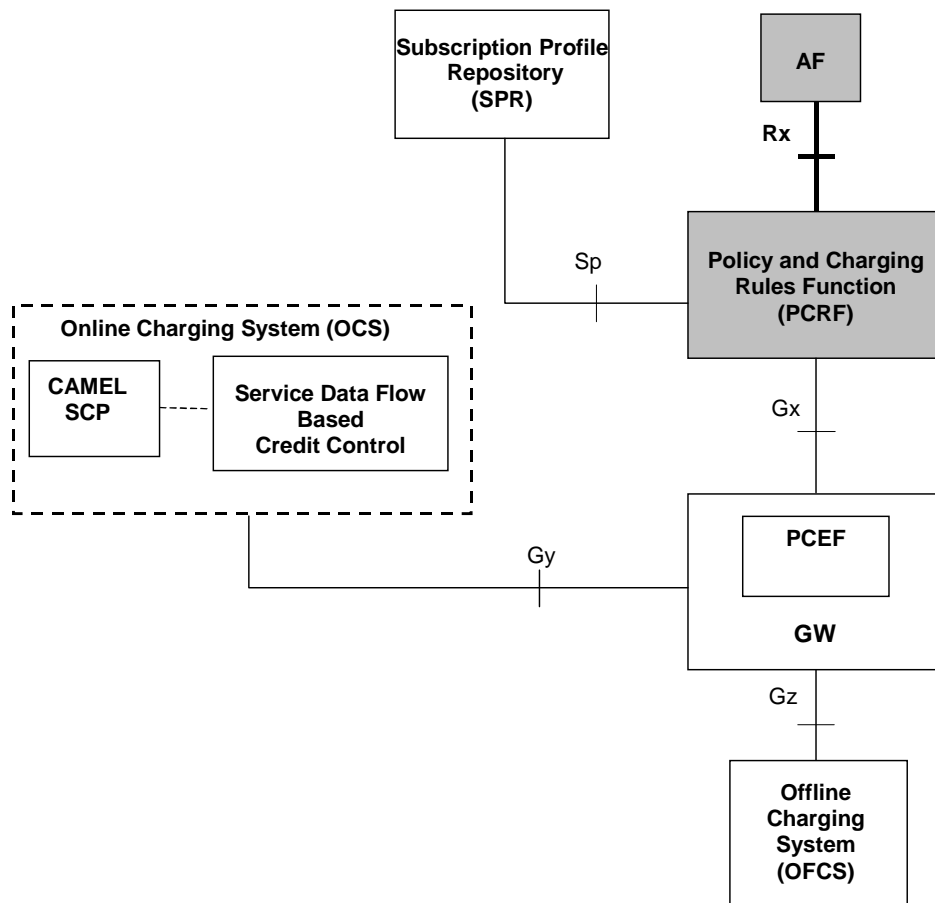 Subscription Profile
Repository
(SPR)
AF
Rx
Sp
Policy and Charging
Rules Function
(PCRF)
Online Charging System (OCS)
CAMEL
SCP
Service Data Flow
Based
Credit Control
Gx
PCEF
Gy
GW
Gz
Offline
Charging
System
(OFCS)